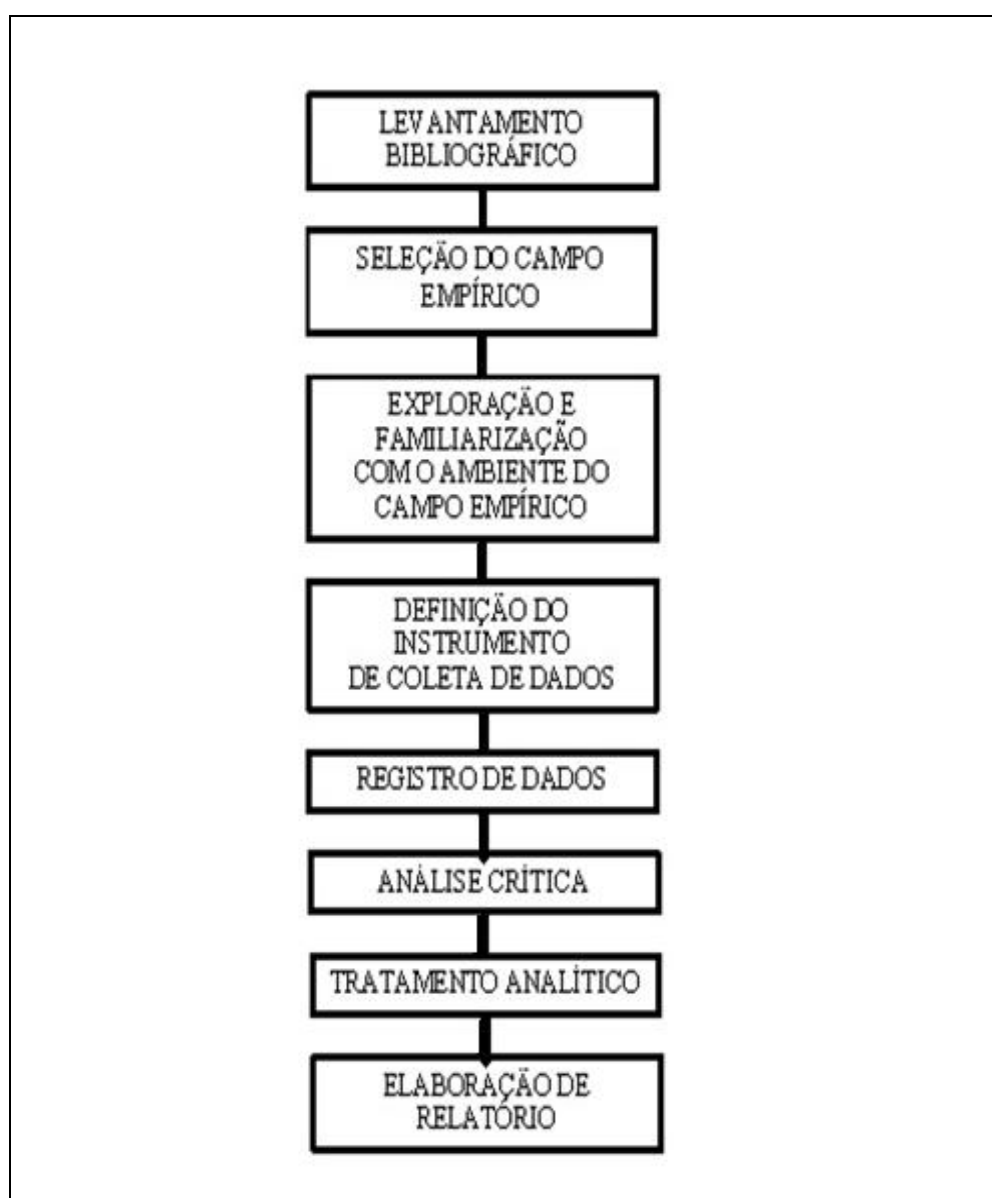 LEVANTAMENTO
BIBLIOGRÁFICO
SELEÇÃO DO CAMPO
EMPÍRICO
EXPLORAÇÃO E
FAMILIARIZAÇÃO
COM O AMBIENTE DO
CAMPO EMPÍRICO
DEFINIÇÃO DO
INSTRUMENTO
DE COLETA DE DADOS
REGISTRO DE DADOS
ANÁLISE CRÍTICA
TRATAMENTO ANALÍTICO
ELABORAÇÃO DE
RELATÓRIO